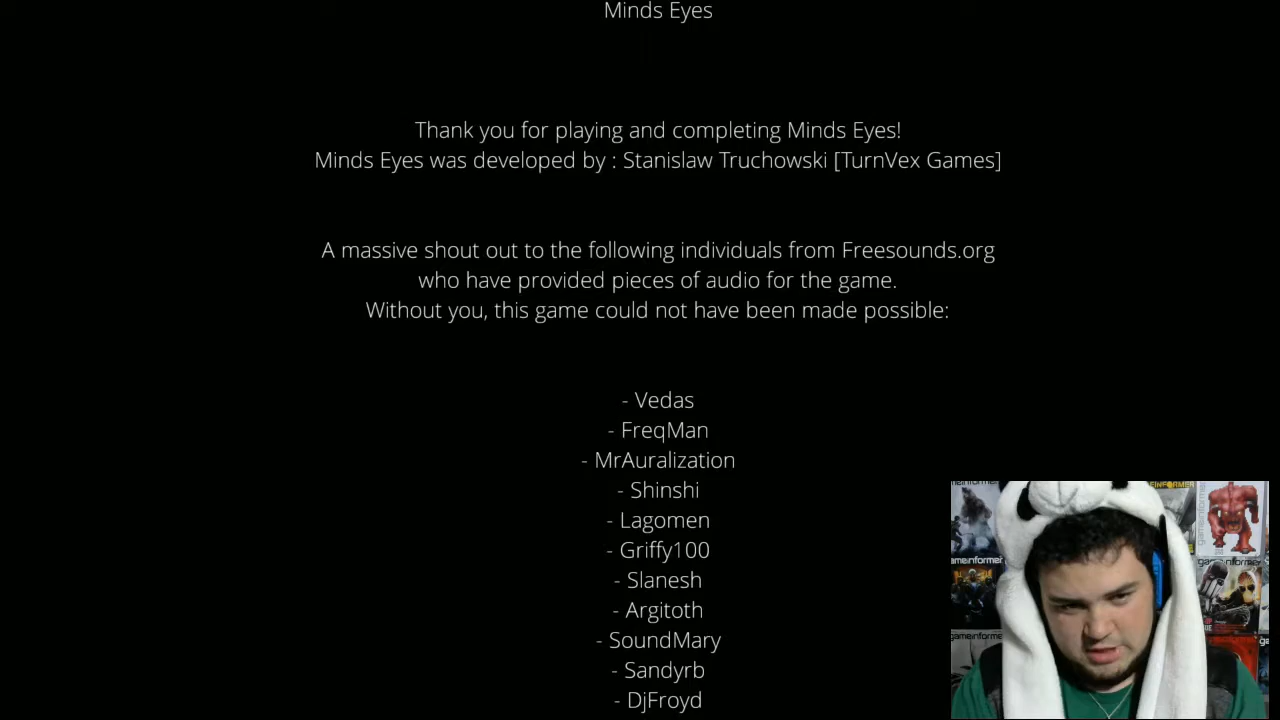 Minds Eyes
Thank you for playing and completing Minds Eyes!
Minds Eyes was developed by : Stanislaw Truchowski [TurnVex Games]
A massive shout out to the following individuals from Freesounds.org
who have provided pieces of audio for the game.
Without you, this game could not have been made possible:
- Vedas
- FreqMan
- MrAuralization
- Shinshi
- Lagomen
- Griffy100
- Slanesh
- Argitoth
- SoundMary
- Sandyrb
- DjFroyd
gameinformer